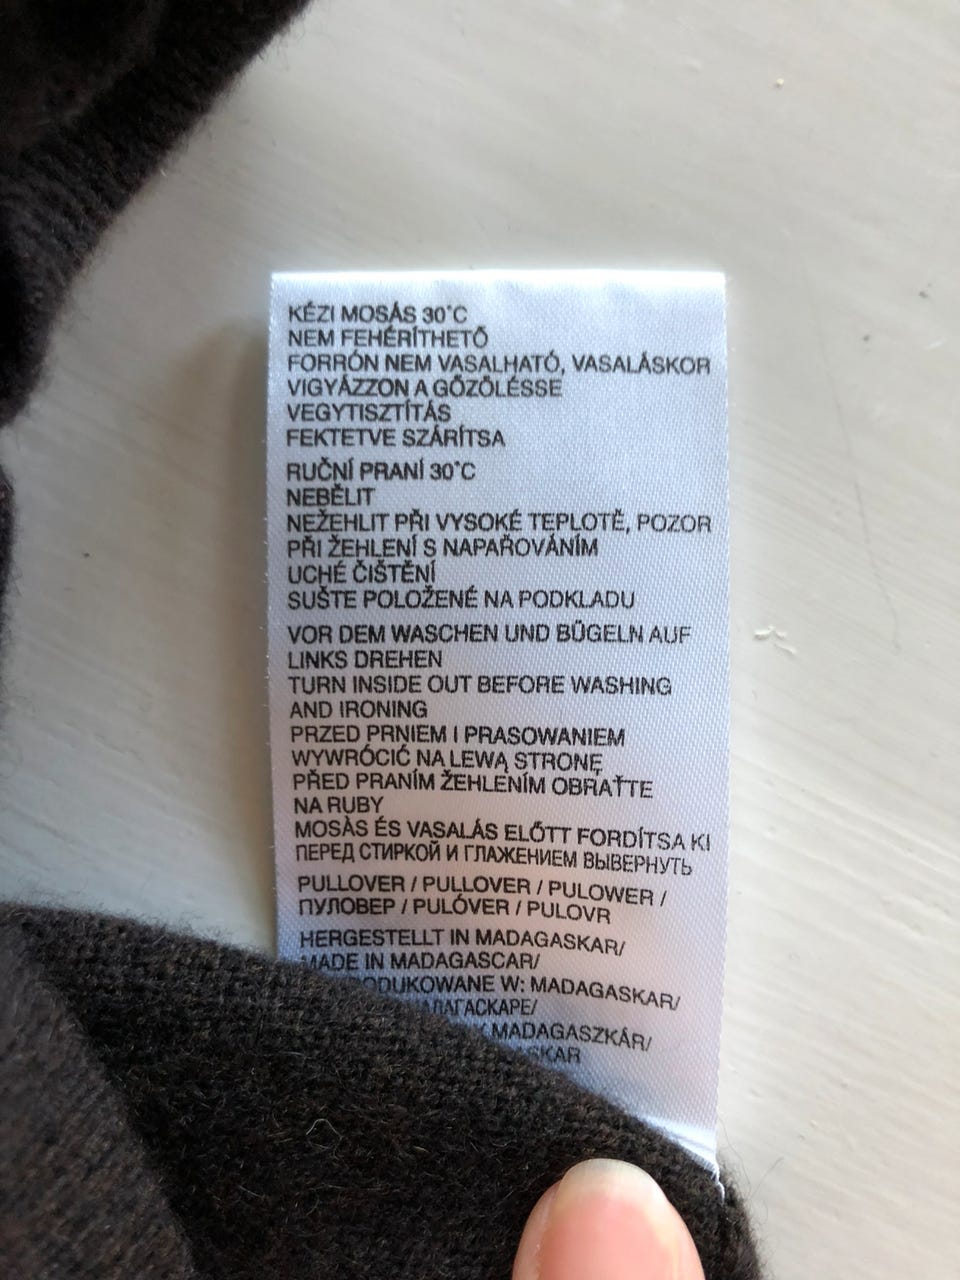 KÉZI MOSÁS 30°C
NEM FEHÉRÍTHETŐ
FORRÓN NEM VASALHATÓ, VASALÁSKOR
VIGYÁZZON A GŐZÖLÉSSE
VEGYTISZTÍTÁS
FEKTETVE SZÁRÍTSA
RUČNÍ PRANÍ 30°C
NEBĚLIT
NEŽEHLIT PŘI VYSOKÉ TEPLOTĚ, POZOR
PŘI ŽEHLENÍ S NAPAŘOVÁNÍM
UCHÉ ČIŠTĚNÍ
SUŠTE POLOŽENÉ NA PODKLADU
VOR DEM WASCHEN UND BÜGELN AUF
LINKS DREHEN
TURN INSIDE OUT BEFORE WASHING
AND IRONING
PRZED PRNIEM I PRASOWANIEM
WYWRÓCIĆ NA LEWĄ STRONĘ
PŘED PRANÍM ŽEHLENÍM OBRAŤTE
NA RUBY
MOSÀS ÉS VASALÁS ELŐTT FORDÍTSA KI
ПЕРЕД СТИРКОЙ И ГЛАЖЕНИЕМ ВЫВЕРНУТЬ
PULLOVER / PULLOVER / PULOWER /
ПУЛОВЕР / PULÓVER / PULOVR
HERGESTELLT IN MADAGASKAR/
MADE IN MADAGASCAR/
ODUKOWANE W: MADAGASKAR/
АГАСКАРЕ/
MADAGASZKÁR/
SKAR